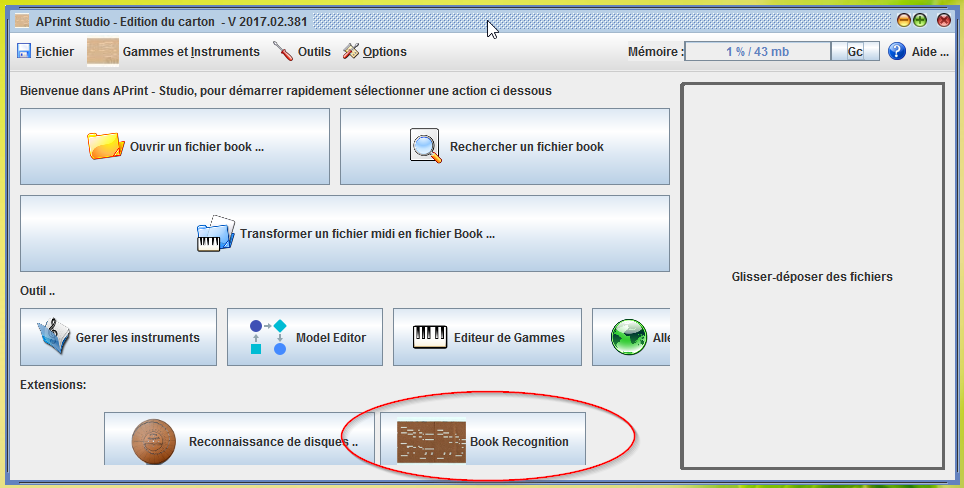 APrint Studio - Edition du carton - V 2017.02.381
Fichier Gammes et Instruments Outils Options Mémoire : 1 % / 43 mb Gc Aide ...
Bienvenue dans APrint - Studio, pour démarrer rapidement sélectionner une action ci dessous
Ouvrir un fichier book ... Rechercher un fichier book
Transformer un fichier midi en fichier Book ...
Glisser-déposer des fichiers
Outil ..
Gerer les instruments Model Editor Editeur de Gammes Alle
Extensions:
Reconnaissance de disques .. Book Recognition